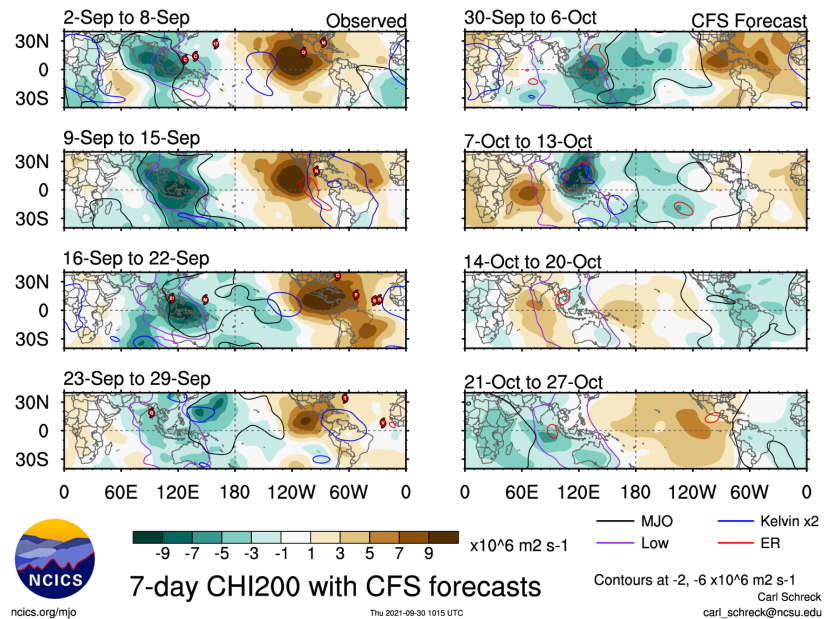 2-Sep to 8-Sep Observed
30N
0
30S
9-Sep to 15-Sep
30N
0
30S
16-Sep to 22-Sep
30N
0
30S
23-Sep to 29-Sep
30N
0
30S
0 60E 120E 180 120W 60W 0
30-Sep to 6-Oct CFS Forecast
7-Oct to 13-Oct
14-Oct to 20-Oct
21-Oct to 27-Oct
0 60E 120E 180 120W 60W 0
-9 -7 -5 -3 -1 1 3 5 7 9 x10^6 m2 s-1
MJO Kelvin x2
Low ER
NCICS
7-day CHI200 with CFS forecasts
Contours at -2, -6 x10^6 m2 s-1
Carl Schreck
ncics.org/mjo Thu 2021-09-30 1015 UTC carl_schreck@ncsu.edu